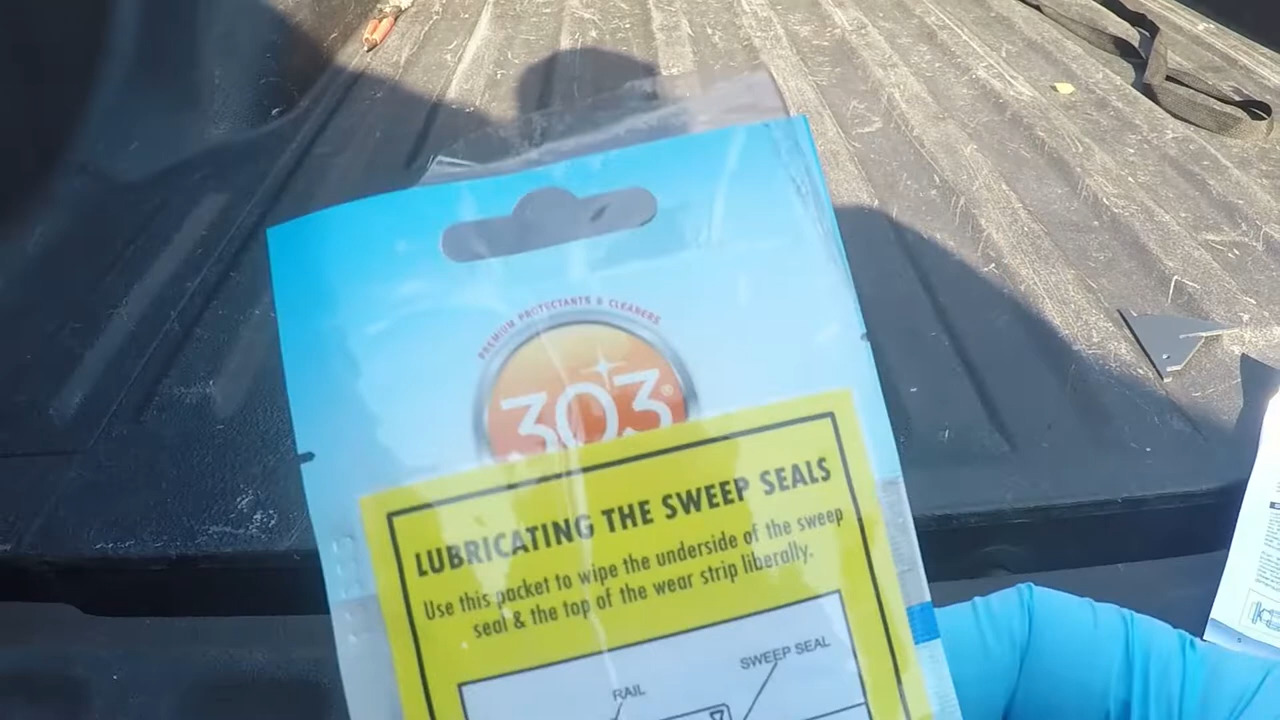 PREMIUM PROTECTANTS & CLEANERS
303®
LUBRICATING THE SWEEP SEALS
Use this packet to wipe the underside of the sweep
seal & the top of the wear strip liberally.
SWEEP SEAL
RAIL